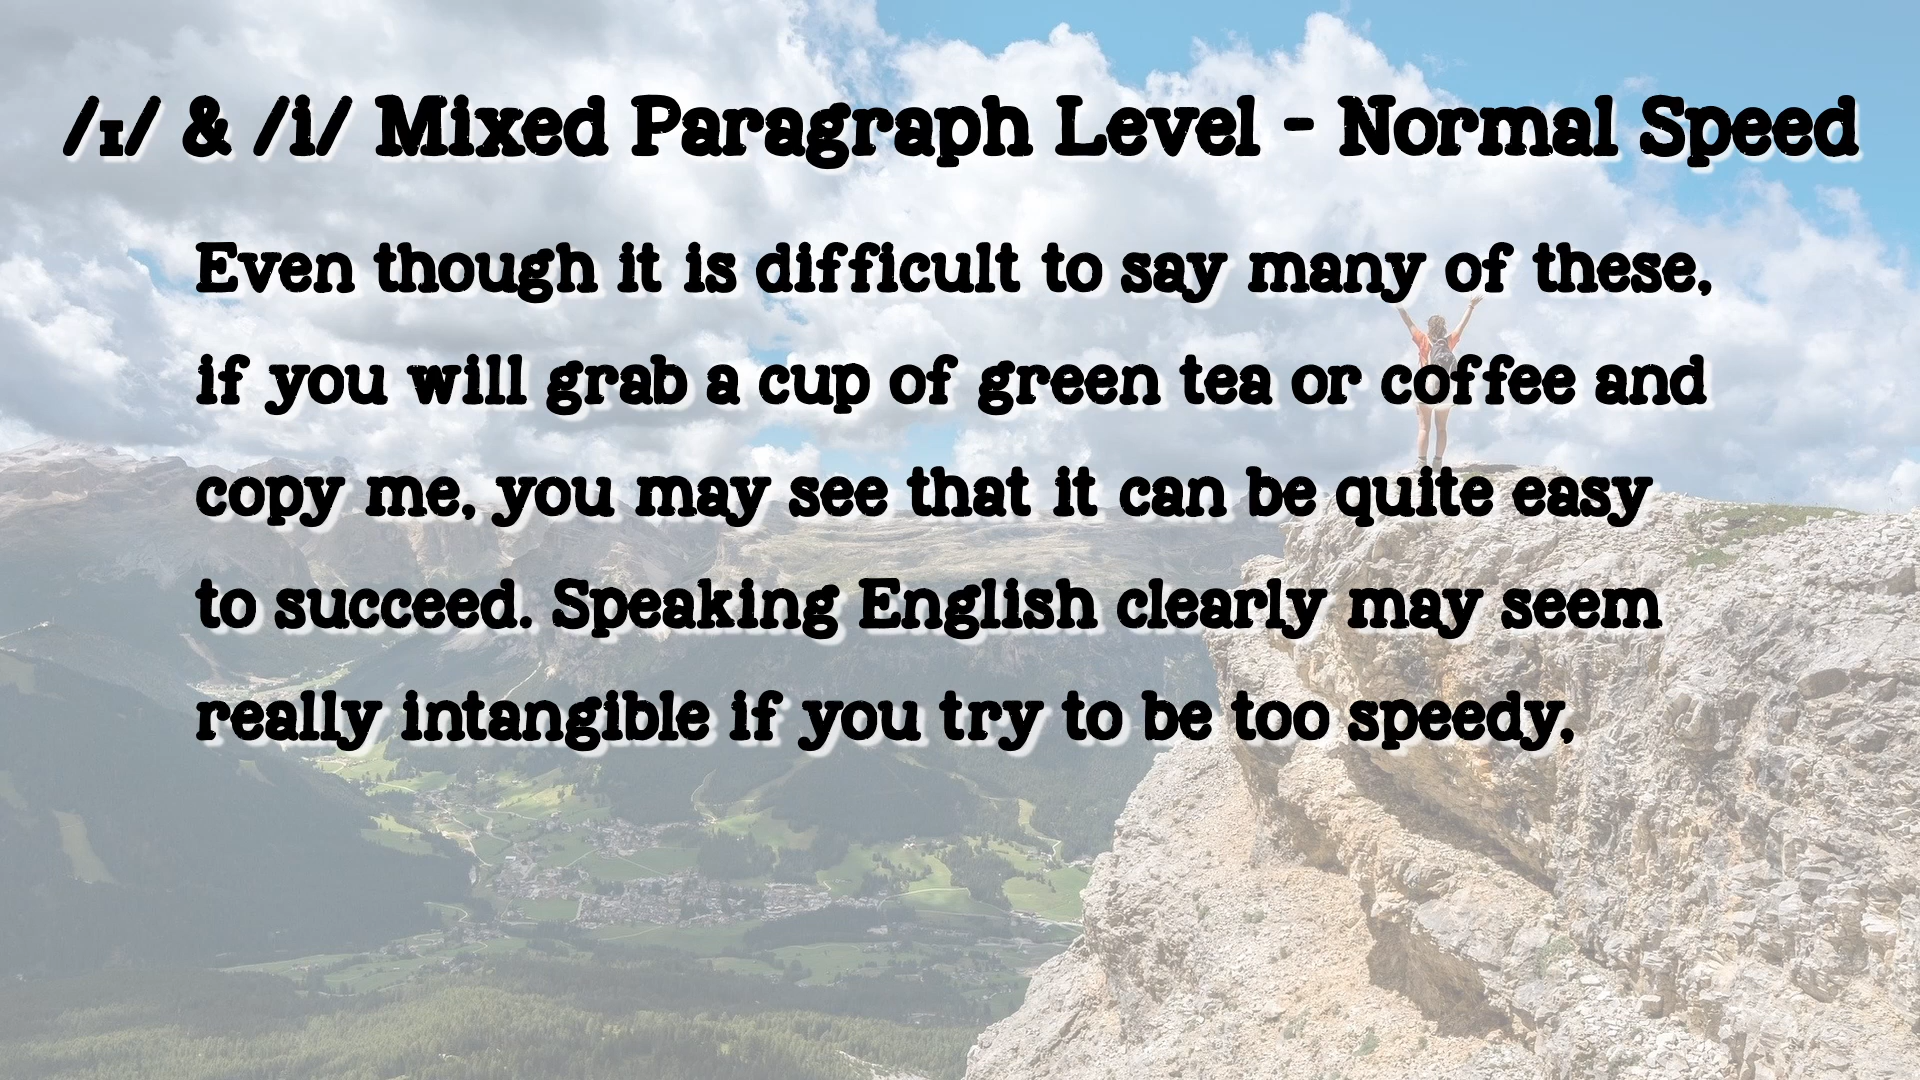 /ɪ/ & /i/ Mixed Paragraph Level - Normal Speed
Even though it is difficult to say many of these,
if you will grab a cup of green tea or coffee and
copy me, you may see that it can be quite easy
to succeed. Speaking English clearly may seem
really intangible if you try to be too speedy,